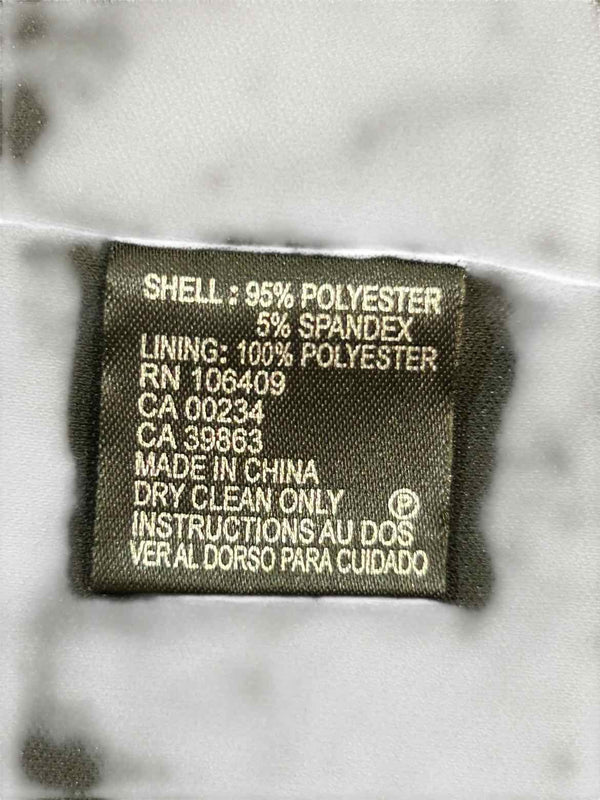 SHELL : 95% POLYESTER
5% SPANDEX
LINING: 100% POLYESTER
RN 106409
CA 00234
CA 39863
MADE IN CHINA
DRY CLEAN ONLY Ⓟ
INSTRUCTIONS AU DOS
VER AL DORSO PARA CUIDADO